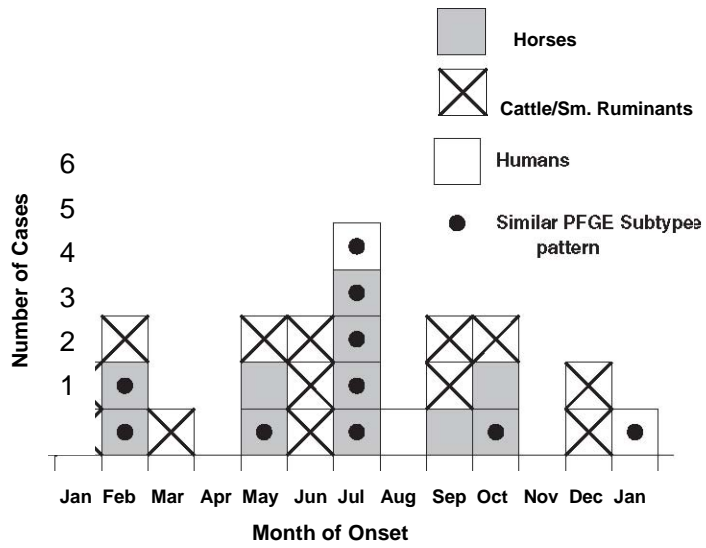 Horses
Cattle/Sm. Ruminants
Humans
Similar PFGE Subtype
pattern
6
5
4
3
2
1
Number of Cases
Jan Feb Mar Apr May Jun Jul Aug Sep Oct Nov Dec Jan
Month of Onset